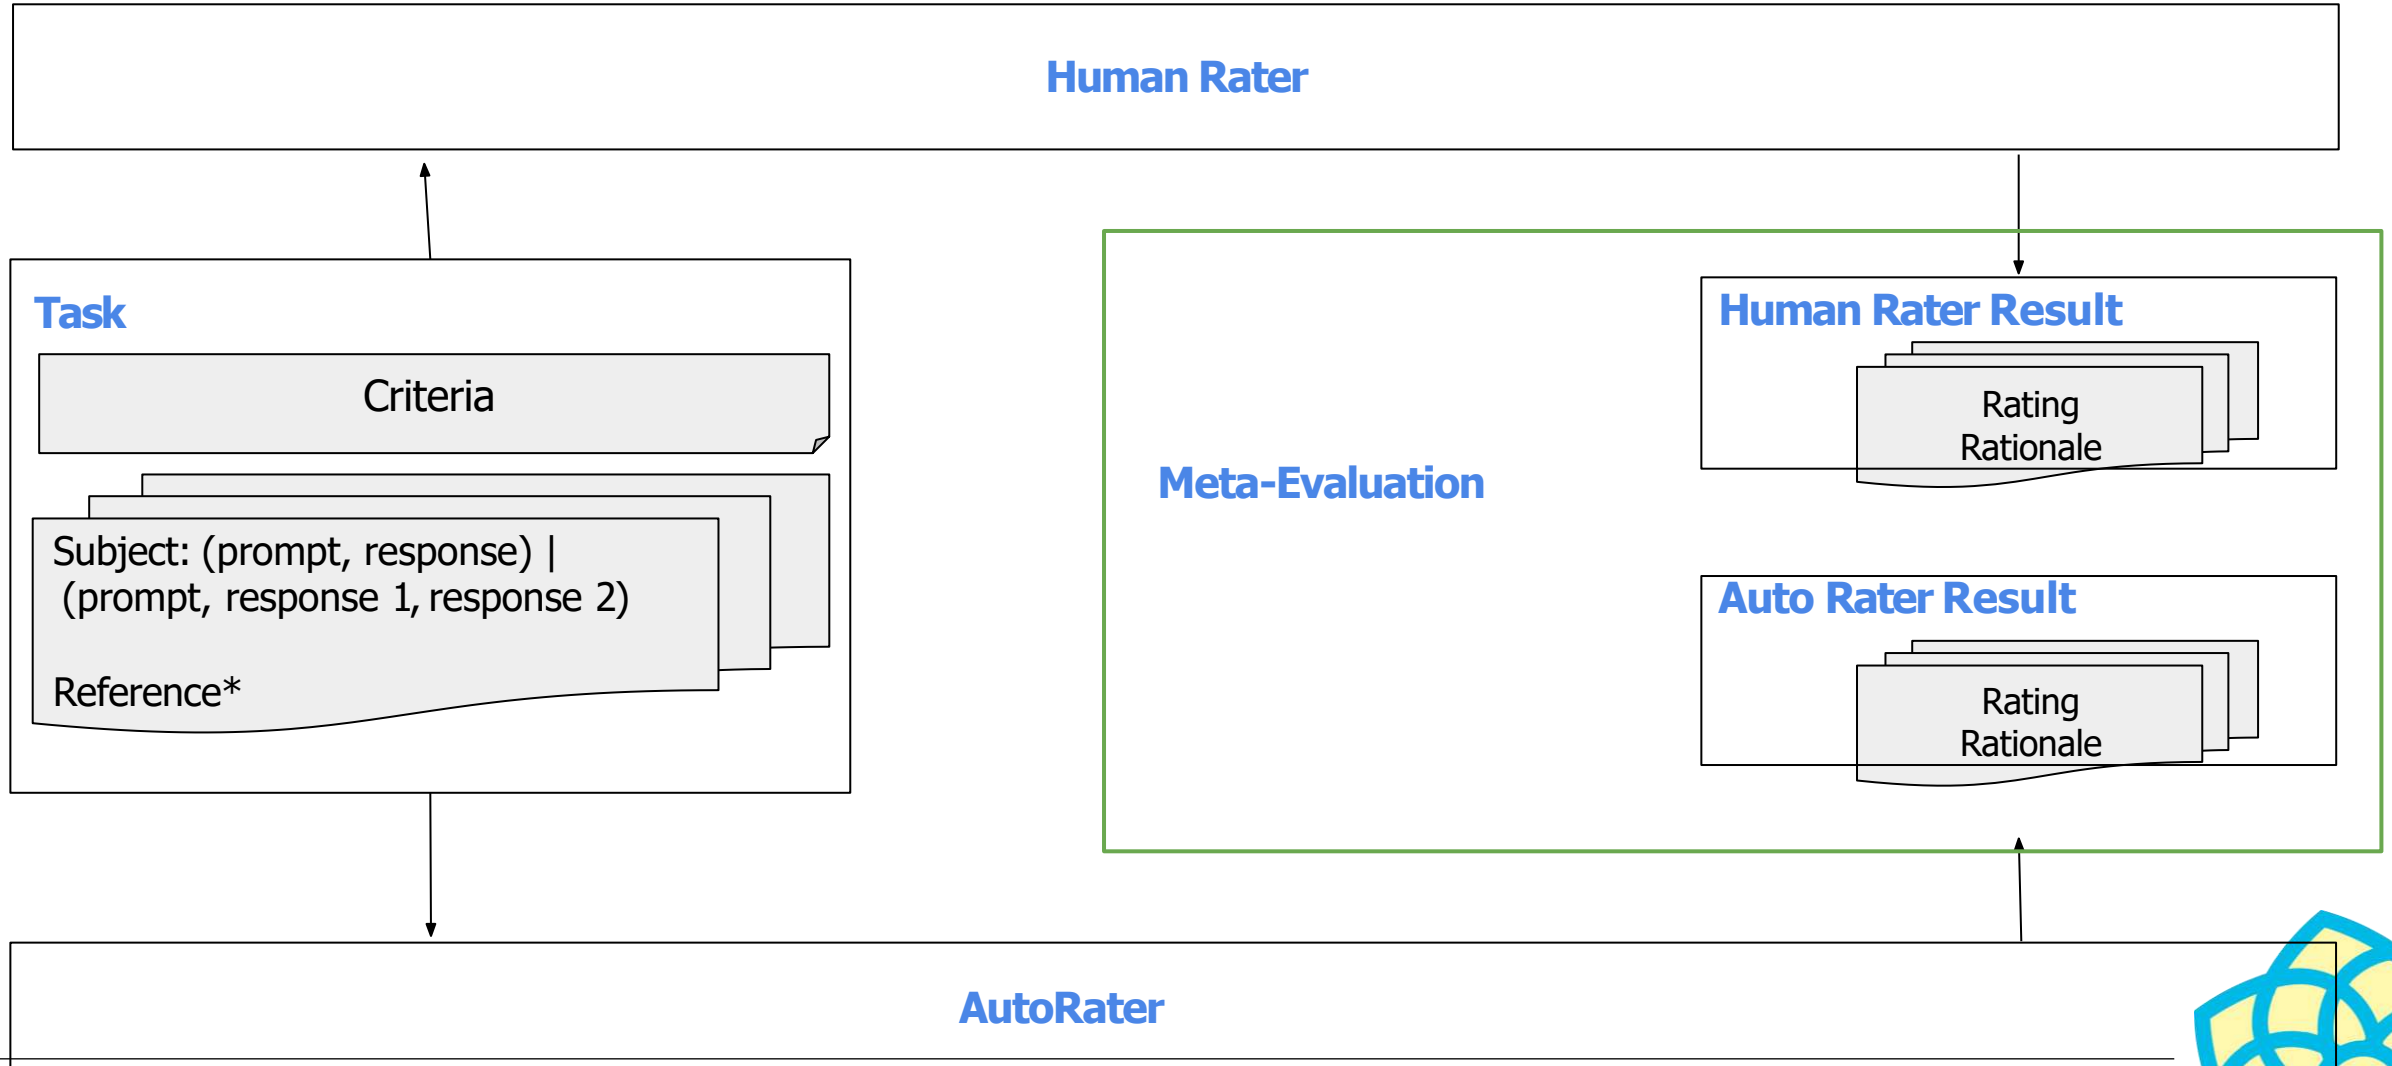 Human Rater
Task
Criteria
Subject: (prompt, response) |
(prompt, response 1, response 2)
Reference*
Meta-Evaluation
Human Rater Result
Rating
Rationale
Auto Rater Result
Rating
Rationale
AutoRater